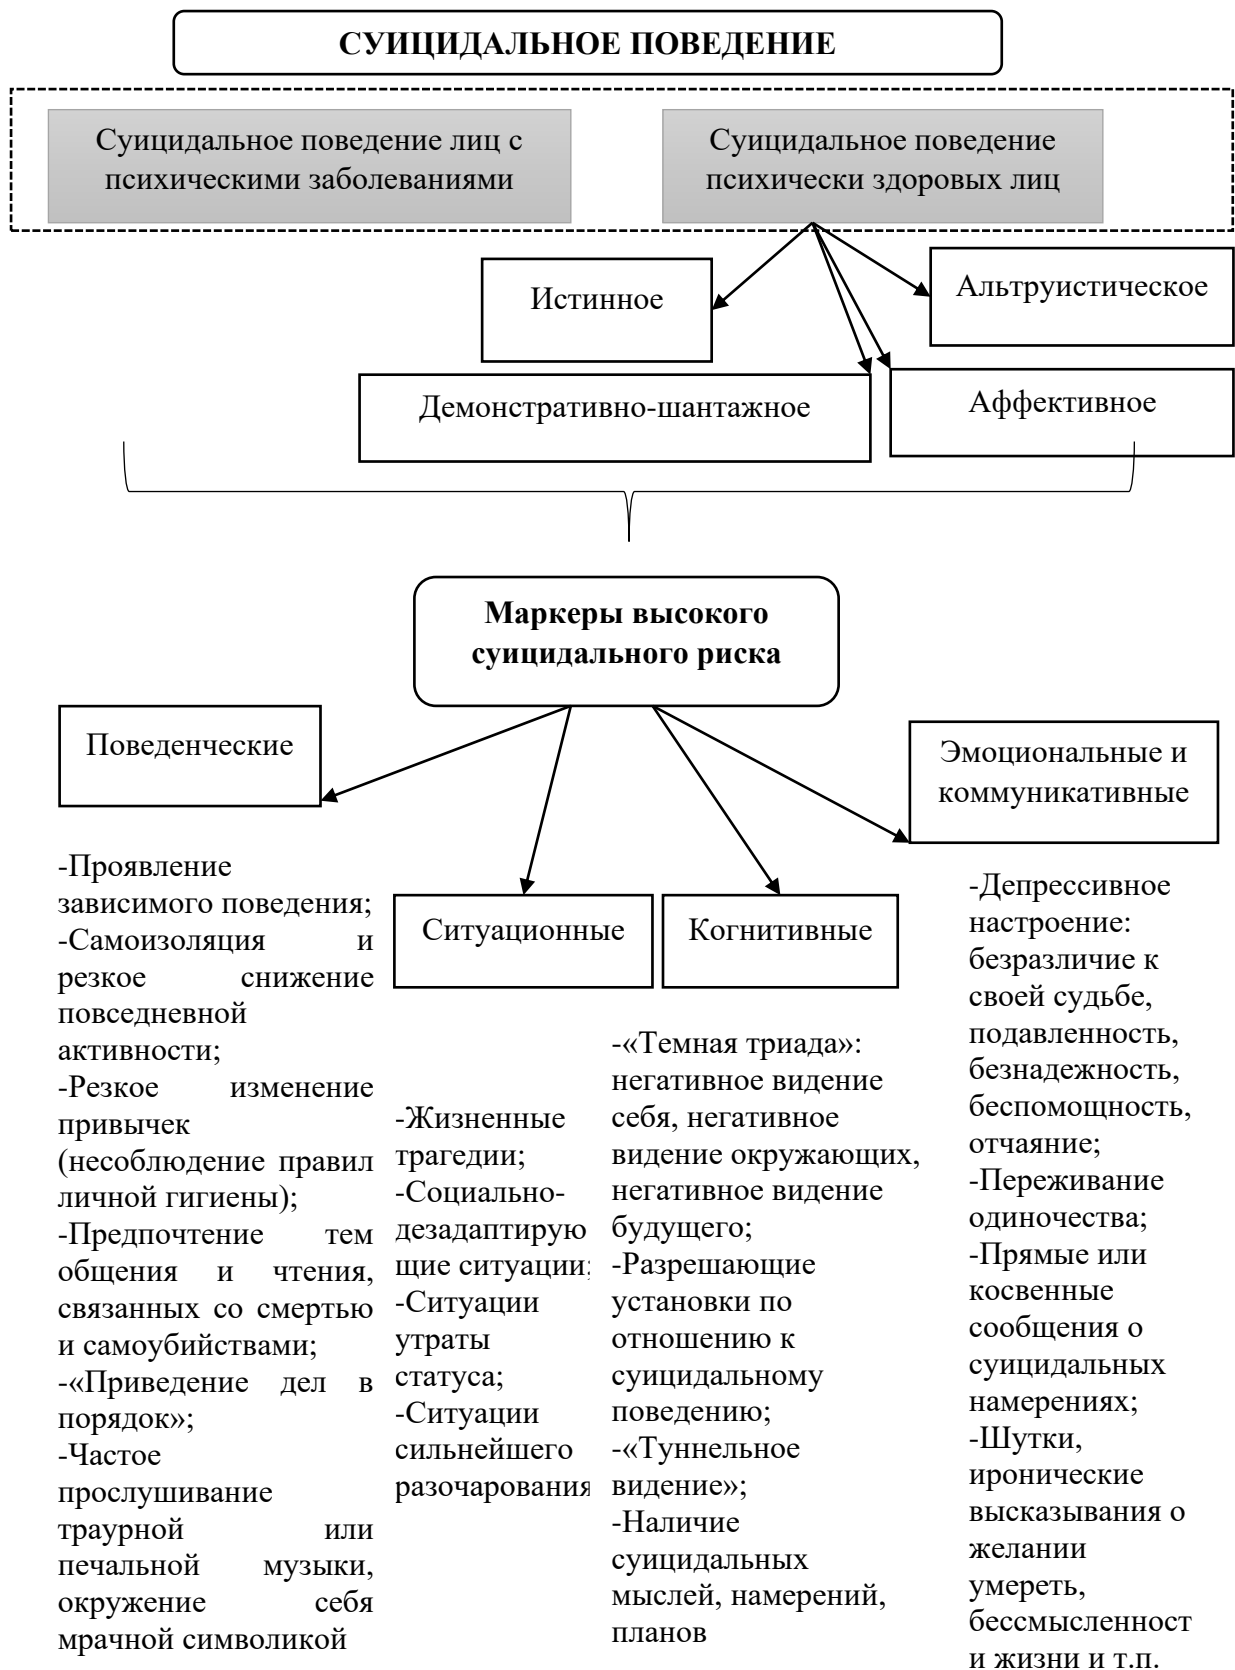 СУИЦИДАЛЬНОЕ ПОВЕДЕНИЕ
Суицидальное поведение лиц с
психическими заболеваниями
Суицидальное поведение
психически здоровых лиц
Истинное
Альтруистическое
Демонстративно-шантажное
Аффективное
Маркеры высокого
суицидального риска
Поведенческие
Эмоциональные и
коммуникативные
Ситуационные
Когнитивные
-Проявление
зависимого поведения;
-Самоизоляция и
резкое снижение
повседневной
активности;
-Резкое изменение
привычек
(несоблюдение правил
личной гигиены);
-Предпочтение тем
общения и чтения,
связанных со смертью
и самоубийствами;
-«Приведение дел в
порядок»;
-Частое
прослушивание
траурной или
печальной музыки,
окружение себя
мрачной символикой
-Жизненные
трагедии;
-Социально-
дезадаптирую
щие ситуации;
-Ситуации
утраты
статуса;
-Ситуации
сильнейшего
разочарования
-«Темная триада»:
негативное видение
себя, негативное
видение окружающих,
негативное видение
будущего;
-Разрешающие
установки по
отношению к
суицидальному
поведению;
-«Туннельное
видение»;
-Наличие
суицидальных
мыслей, намерений,
планов
-Депрессивное
настроение:
безразличие к
своей судьбе,
подавленность,
безнадежность,
беспомощность,
отчаяние;
-Переживание
одиночества;
-Прямые или
косвенные
сообщения о
суицидальных
намерениях;
-Шутки,
иронические
высказывания о
желании
умереть,
бессмысленност
и жизни и т.п.